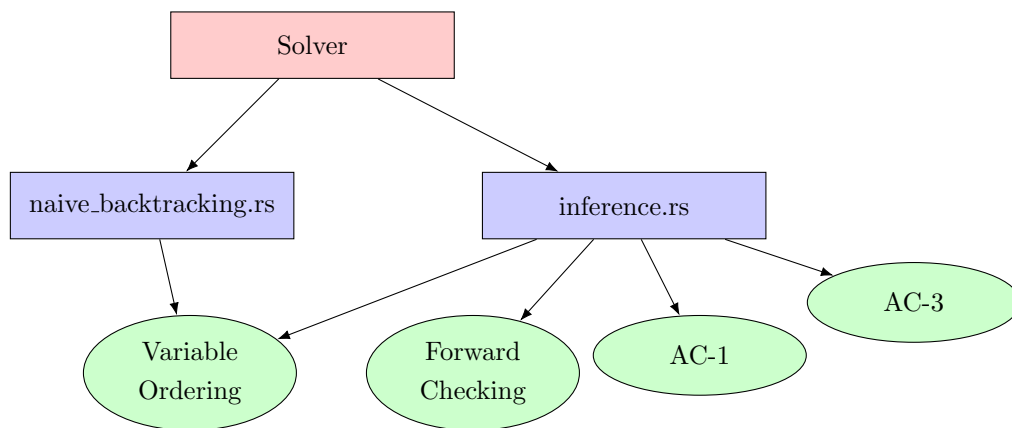 Solver
naive_backtracking.rs
inference.rs
AC-3
Variable
Ordering
Forward
Checking
AC-1